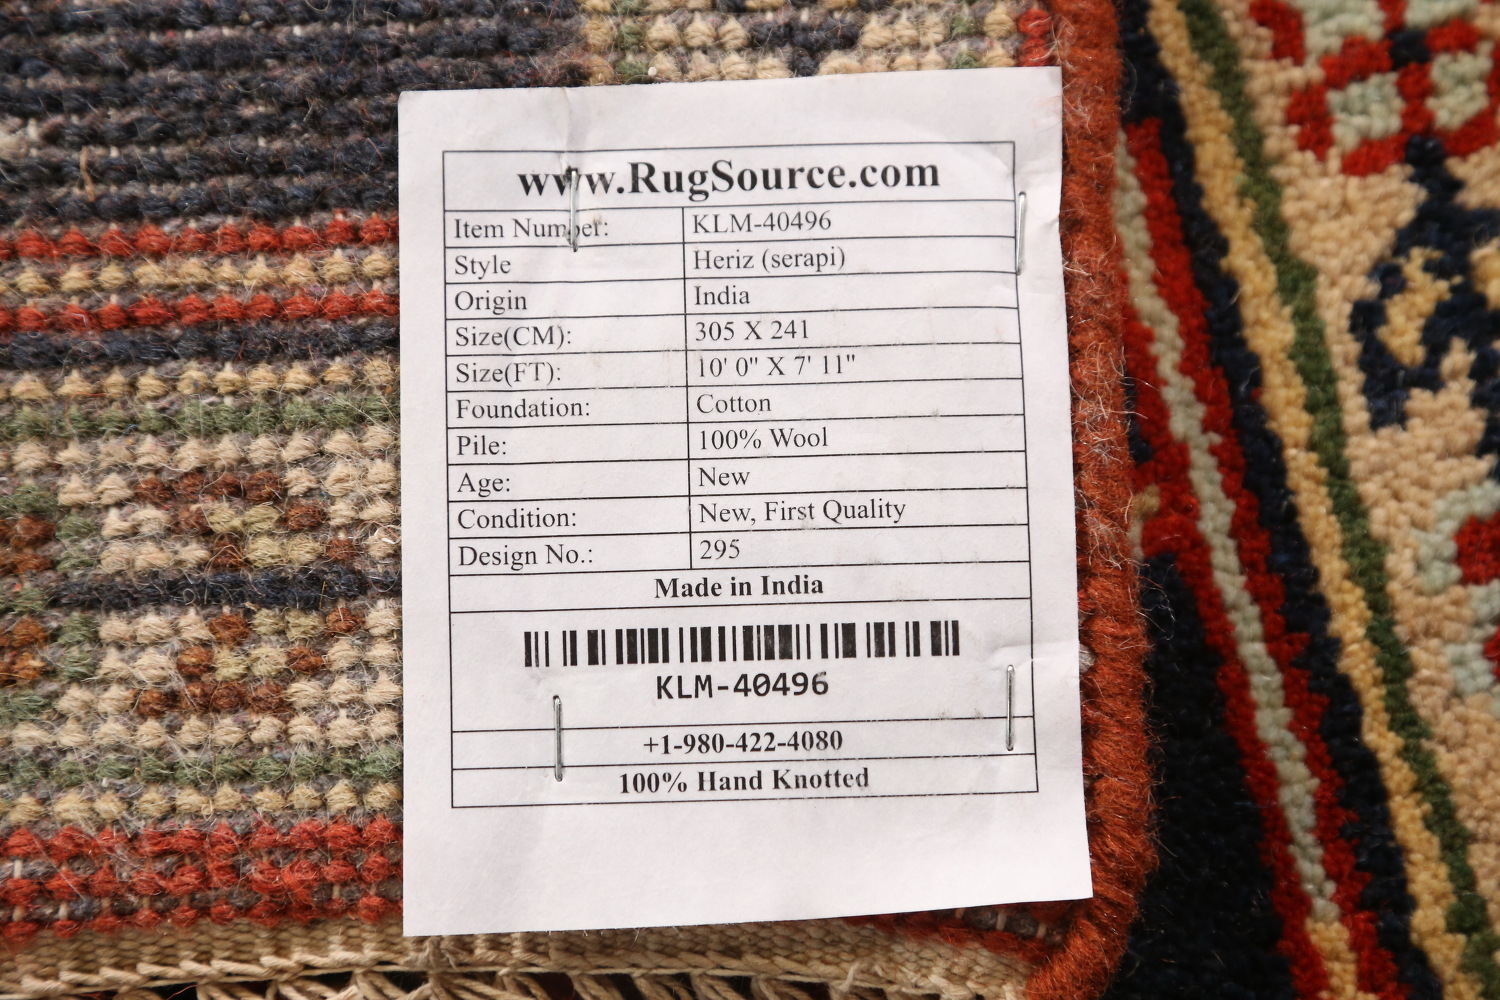 www.RugSource.com
Item Number: KLM-40496
Style Heriz (serapi)
Origin India
Size(CM): 305 X 241
Size(FT): 10' 0" X 7' 11"
Foundation: Cotton
Pile: 100% Wool
Age: New
Condition: New, First Quality
Design No.: 295
Made in India
KLM-40496
+1-980-422-4080
100% Hand Knotted